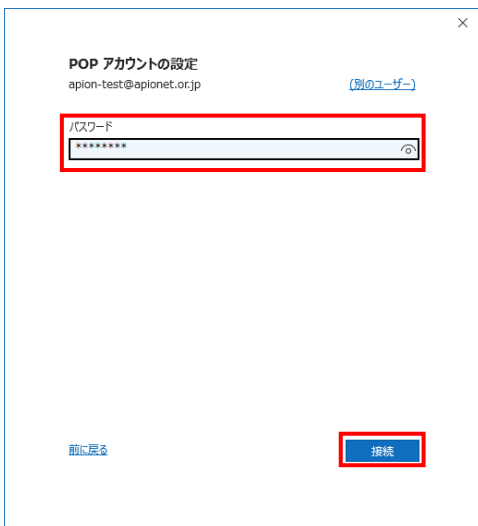 POP アカウントの設定
apion-test@apionet.or.jp (別のユーザー)
パスワード
********
前に戻る 接続